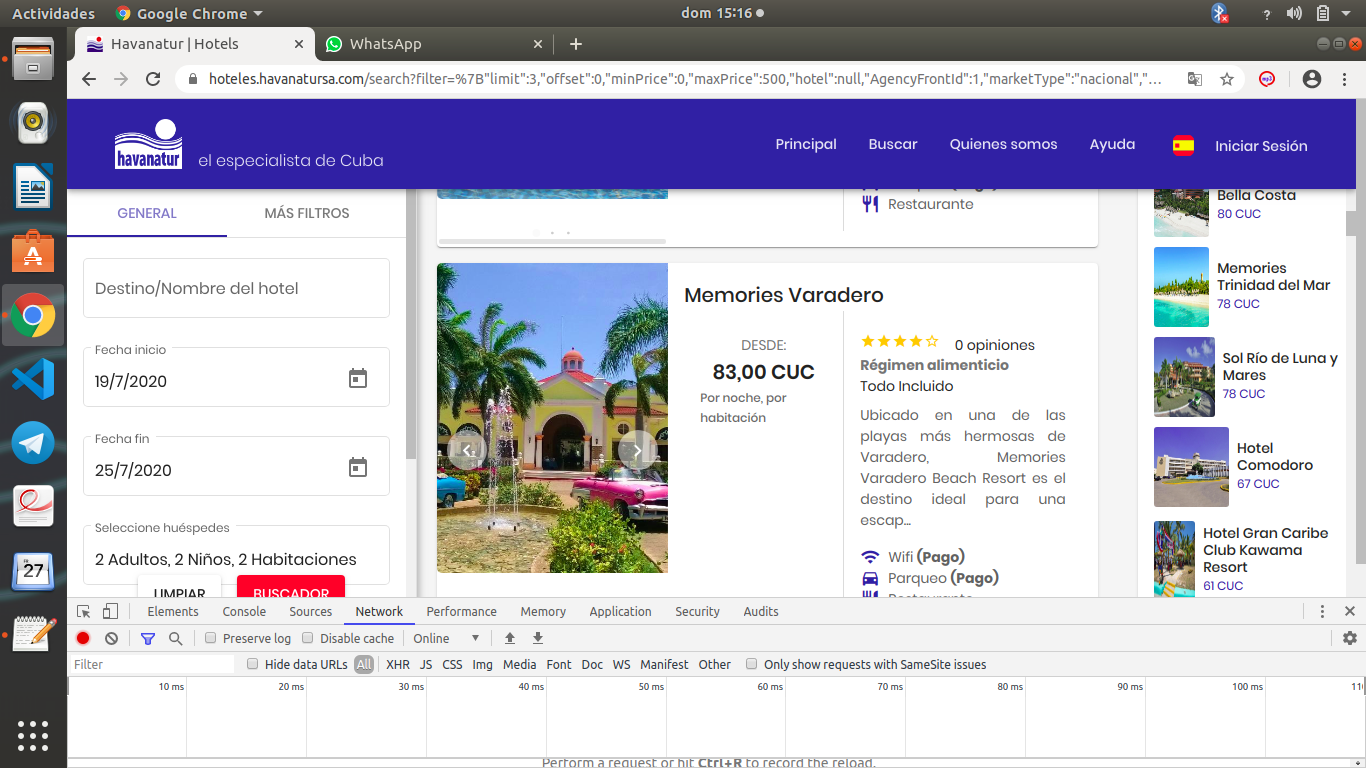 Actividades
Google Chrome
dom 15:16
Havanatur | Hotels
WhatsApp
hoteles.havanatursa.com/search?filter=%7B"limit":3,"offset":0,"minPrice":0,"maxPrice":500,"hotel":null,"AgencyFrontId":1,"marketType":"nacional","...
havanatur
el especialista de Cuba
Principal
Buscar
Quienes somos
Ayuda
Iniciar Sesión
GENERAL
MÁS FILTROS
Destino/Nombre del hotel
Fecha inicio
19/7/2020
Fecha fin
25/7/2020
Seleccione huéspedes
2 Adultos, 2 Niños, 2 Habitaciones
LIMPIAR
BUSCADOR
Restaurante
Memories Varadero
DESDE:
83,00 CUC
Por noche, por
habitación
0 opiniones
Régimen alimenticio
Todo Incluido
Ubicado en una de las
playas más hermosas de
Varadero, Memories
Varadero Beach Resort es el
destino ideal para una
escap...
Wifi (Pago)
Parqueo (Pago)
Restaurante
Bella Costa
80 CUC
Memories
Trinidad del Mar
78 CUC
Sol Río de Luna y
Mares
78 CUC
Hotel
Comodoro
67 CUC
Hotel Gran Caribe
Club Kawama
Resort
61 CUC
27
Elements
Console
Sources
Network
Performance
Memory
Application
Security
Audits
Preserve log
Disable cache
Online
Filter
Hide data URLs
All
XHR
JS
CSS
Img
Media
Font
Doc
WS
Manifest
Other
Only show requests with SameSite issues
10 ms
20 ms
30 ms
40 ms
50 ms
60 ms
70 ms
80 ms
90 ms
100 ms
Perform a request or hit Ctrl+R to record the reload.